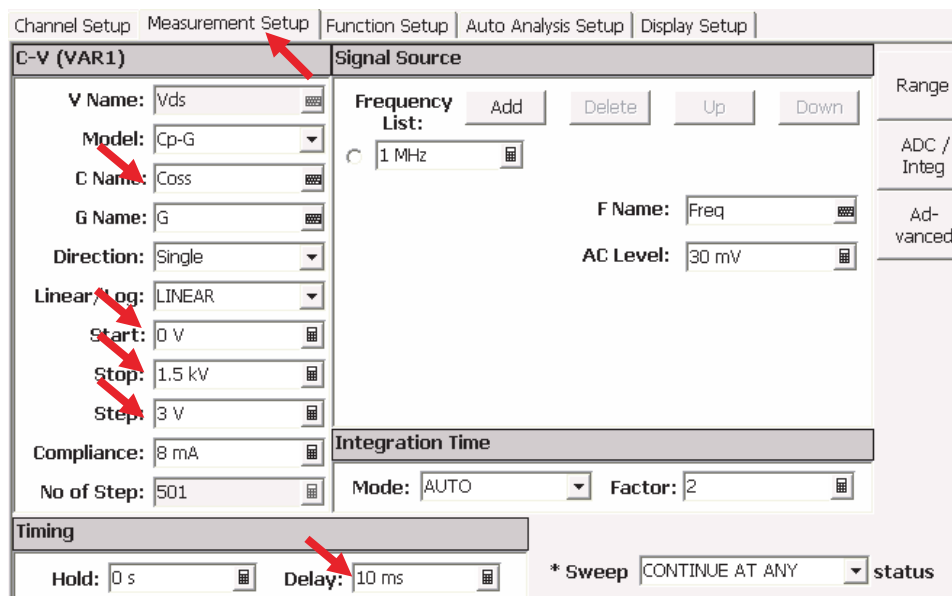 Channel Setup Measurement Setup Function Setup Auto Analysis Setup Display Setup
C-V (VAR1)
V Name: Vds
Model: Cp-G
C Name: Coss
G Name: G
Direction: Single
Linear/Log: LINEAR
Start: 0 V
Stop: 1.5 kV
Step: 3 V
Compliance: 8 mA
No of Step: 501
Signal Source
Frequency
List:
Add Delete Up Down
1 MHz
F Name: Freq
AC Level: 30 mV
Integration Time
Mode: AUTO Factor: 2
Timing
Hold: 0 s Delay: 10 ms
* Sweep CONTINUE AT ANY status
Range
ADC /
Integ
Ad-
vanced